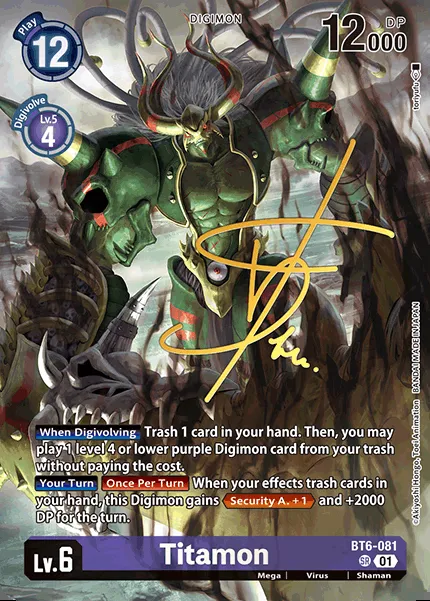 Play
12
DIGIMON
DP
12000
Digivolve
Lv.5
4
toriyufu
When Digivolving Trash 1 card in your hand. Then, you may
play 1 level 4 or lower purple Digimon card from your trash
without paying the cost.
Your Turn Once Per Turn When your effects trash cards in
your hand, this Digimon gains Security A. +1 and +2000
DP for the turn.
©Akiyoshi Hongo, Toei Animation BANDAI MADE IN JAPAN
Lv.6
Titamon
BT6-081
SR 01
Mega | Virus | Shaman